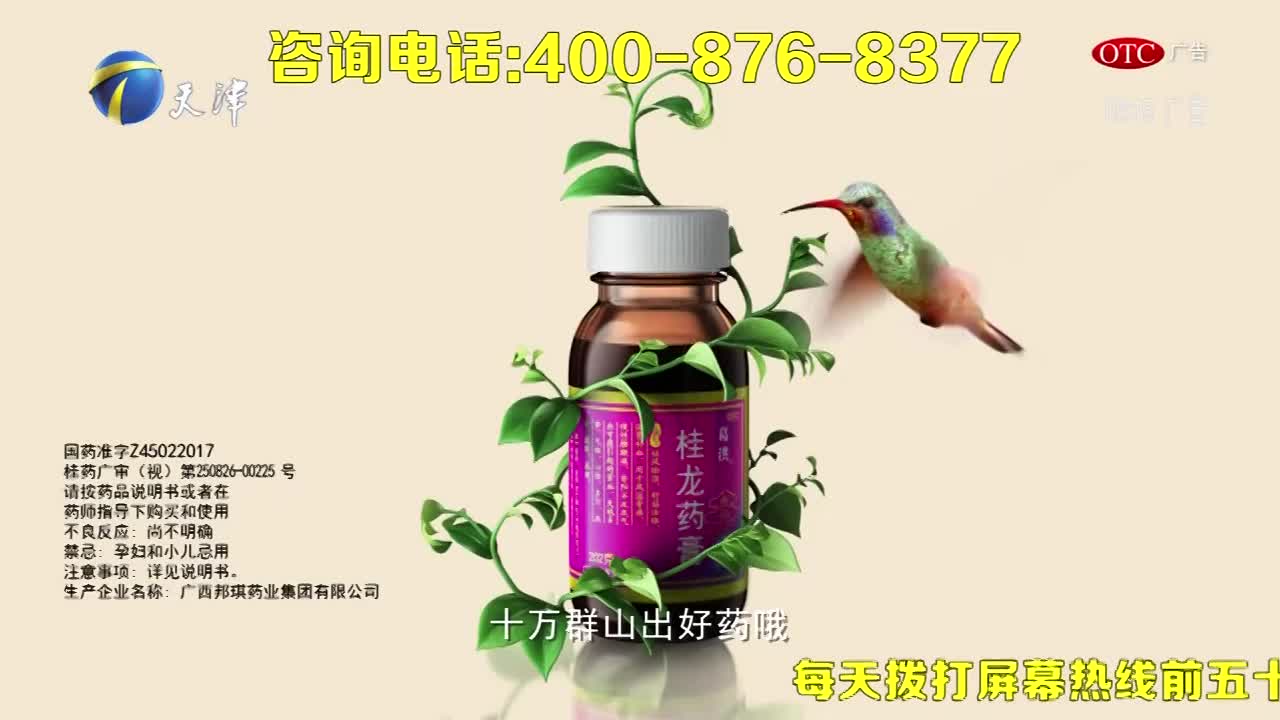 咨询电话:400-876-8377
天津
OTC 广告
广告
葛洪
桂龙药膏
202克
国药准字Z45022017
桂药广审（视）第250826-00225 号
请按药品说明书或者在
药师指导下购买和使用
不良反应：尚不明确
禁忌：孕妇和小儿忌用
注意事项：详见说明书。
生产企业名称：广西邦琪药业集团有限公司
十万群山出好药哦
每天拨打屏幕热线前五十